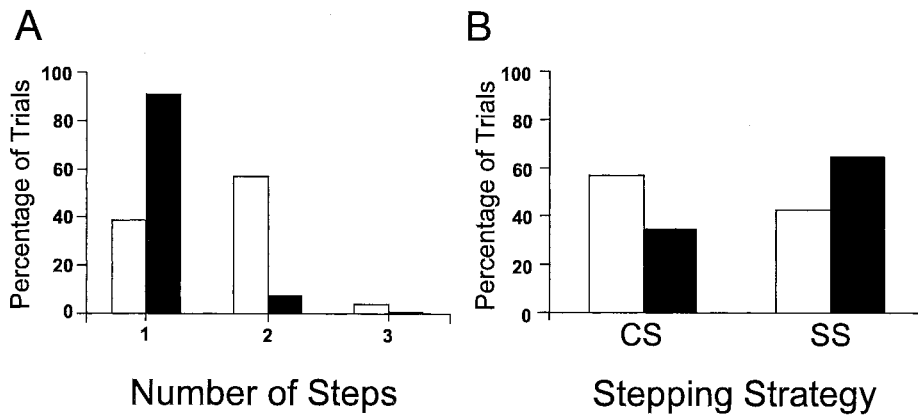 A
Percentage of Trials
100
80
60
40
20
0
1 2 3
Number of Steps
B
Percentage of Trials
100
80
60
40
20
0
CS SS
Stepping Strategy